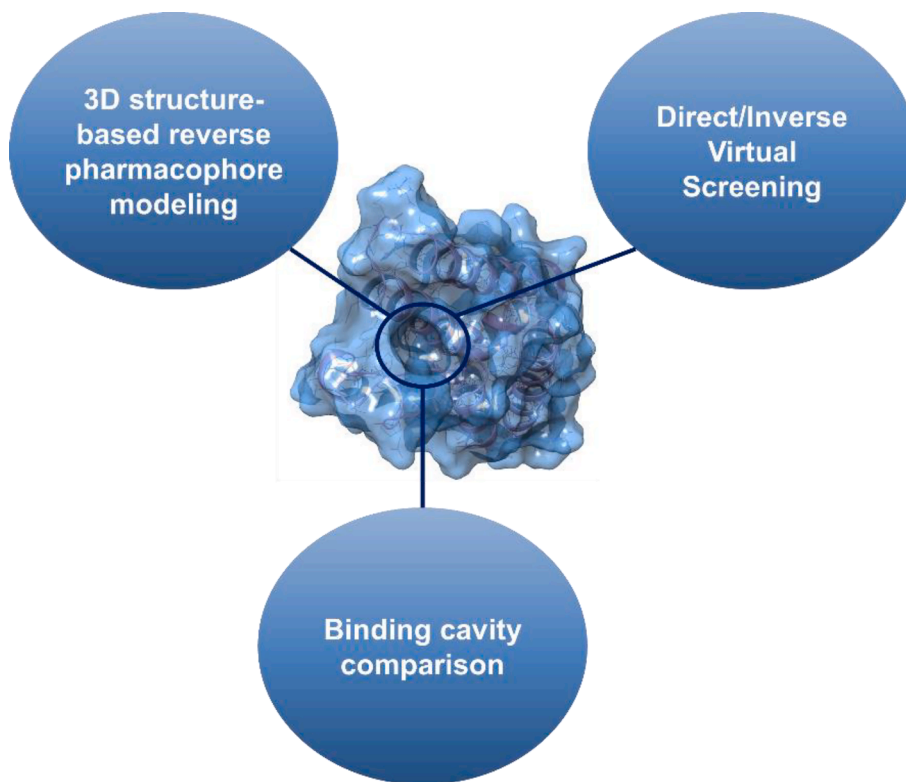 3D structure-
based reverse
pharmacophore
modeling
Direct/Inverse
Virtual
Screening
Binding cavity
comparison